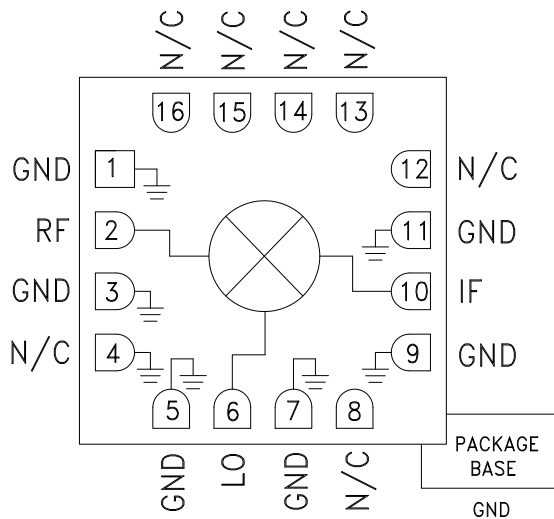 N/C N/C N/C N/C
16 15 14 13
GND 1
12 N/C
RF 2
11 GND
GND 3
10 IF
N/C 4
9 GND
5 6 7 8
GND LO GND N/C
PACKAGE
BASE
GND